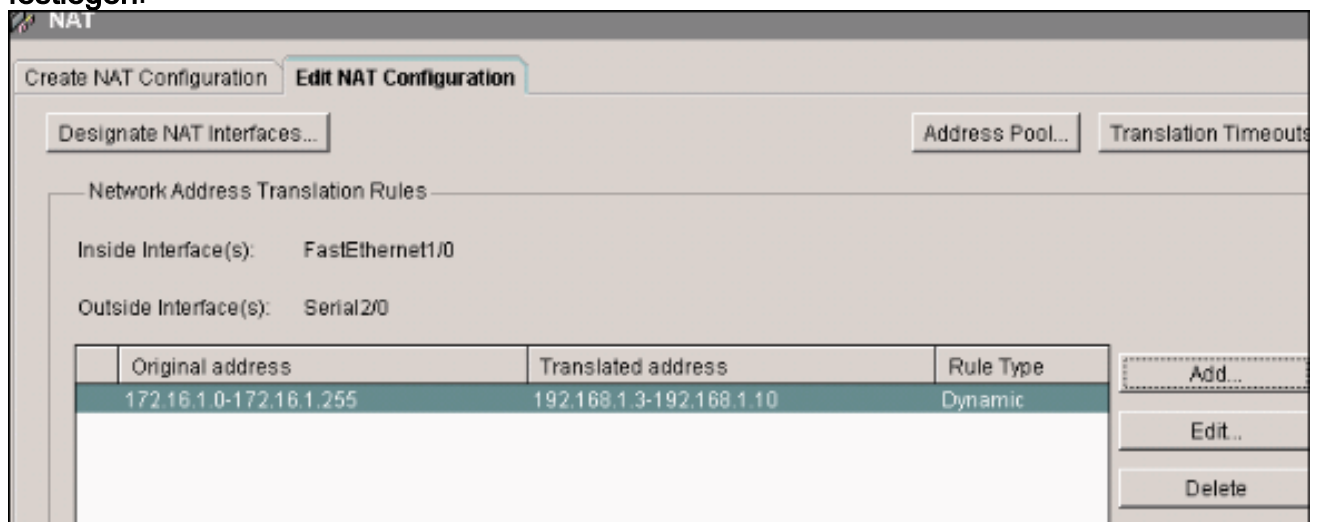 NAT
Create NAT Configuration Edit NAT Configuration
Designate NAT Interfaces... Address Pool... Translation Timeouts
Network Address Translation Rules
Inside Interface(s): FastEthernet1/0
Outside Interface(s): Serial2/0
Original address Translated address Rule Type
172.16.1.0-172.16.1.255 192.168.1.3-192.168.1.10 Dynamic
Add...
Edit...
Delete